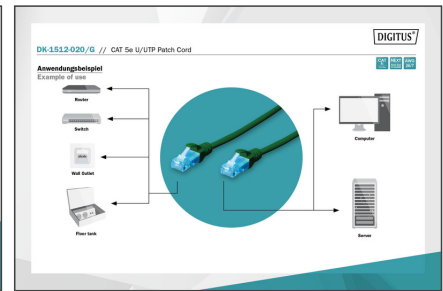 DIGITUS®
DK-1512-020/G // CAT 5e U/UTP Patch Cord
Anwendungsbeispiel
Example of use
Router
Switch
Wall Outlet
Floor tank
Computer
Server